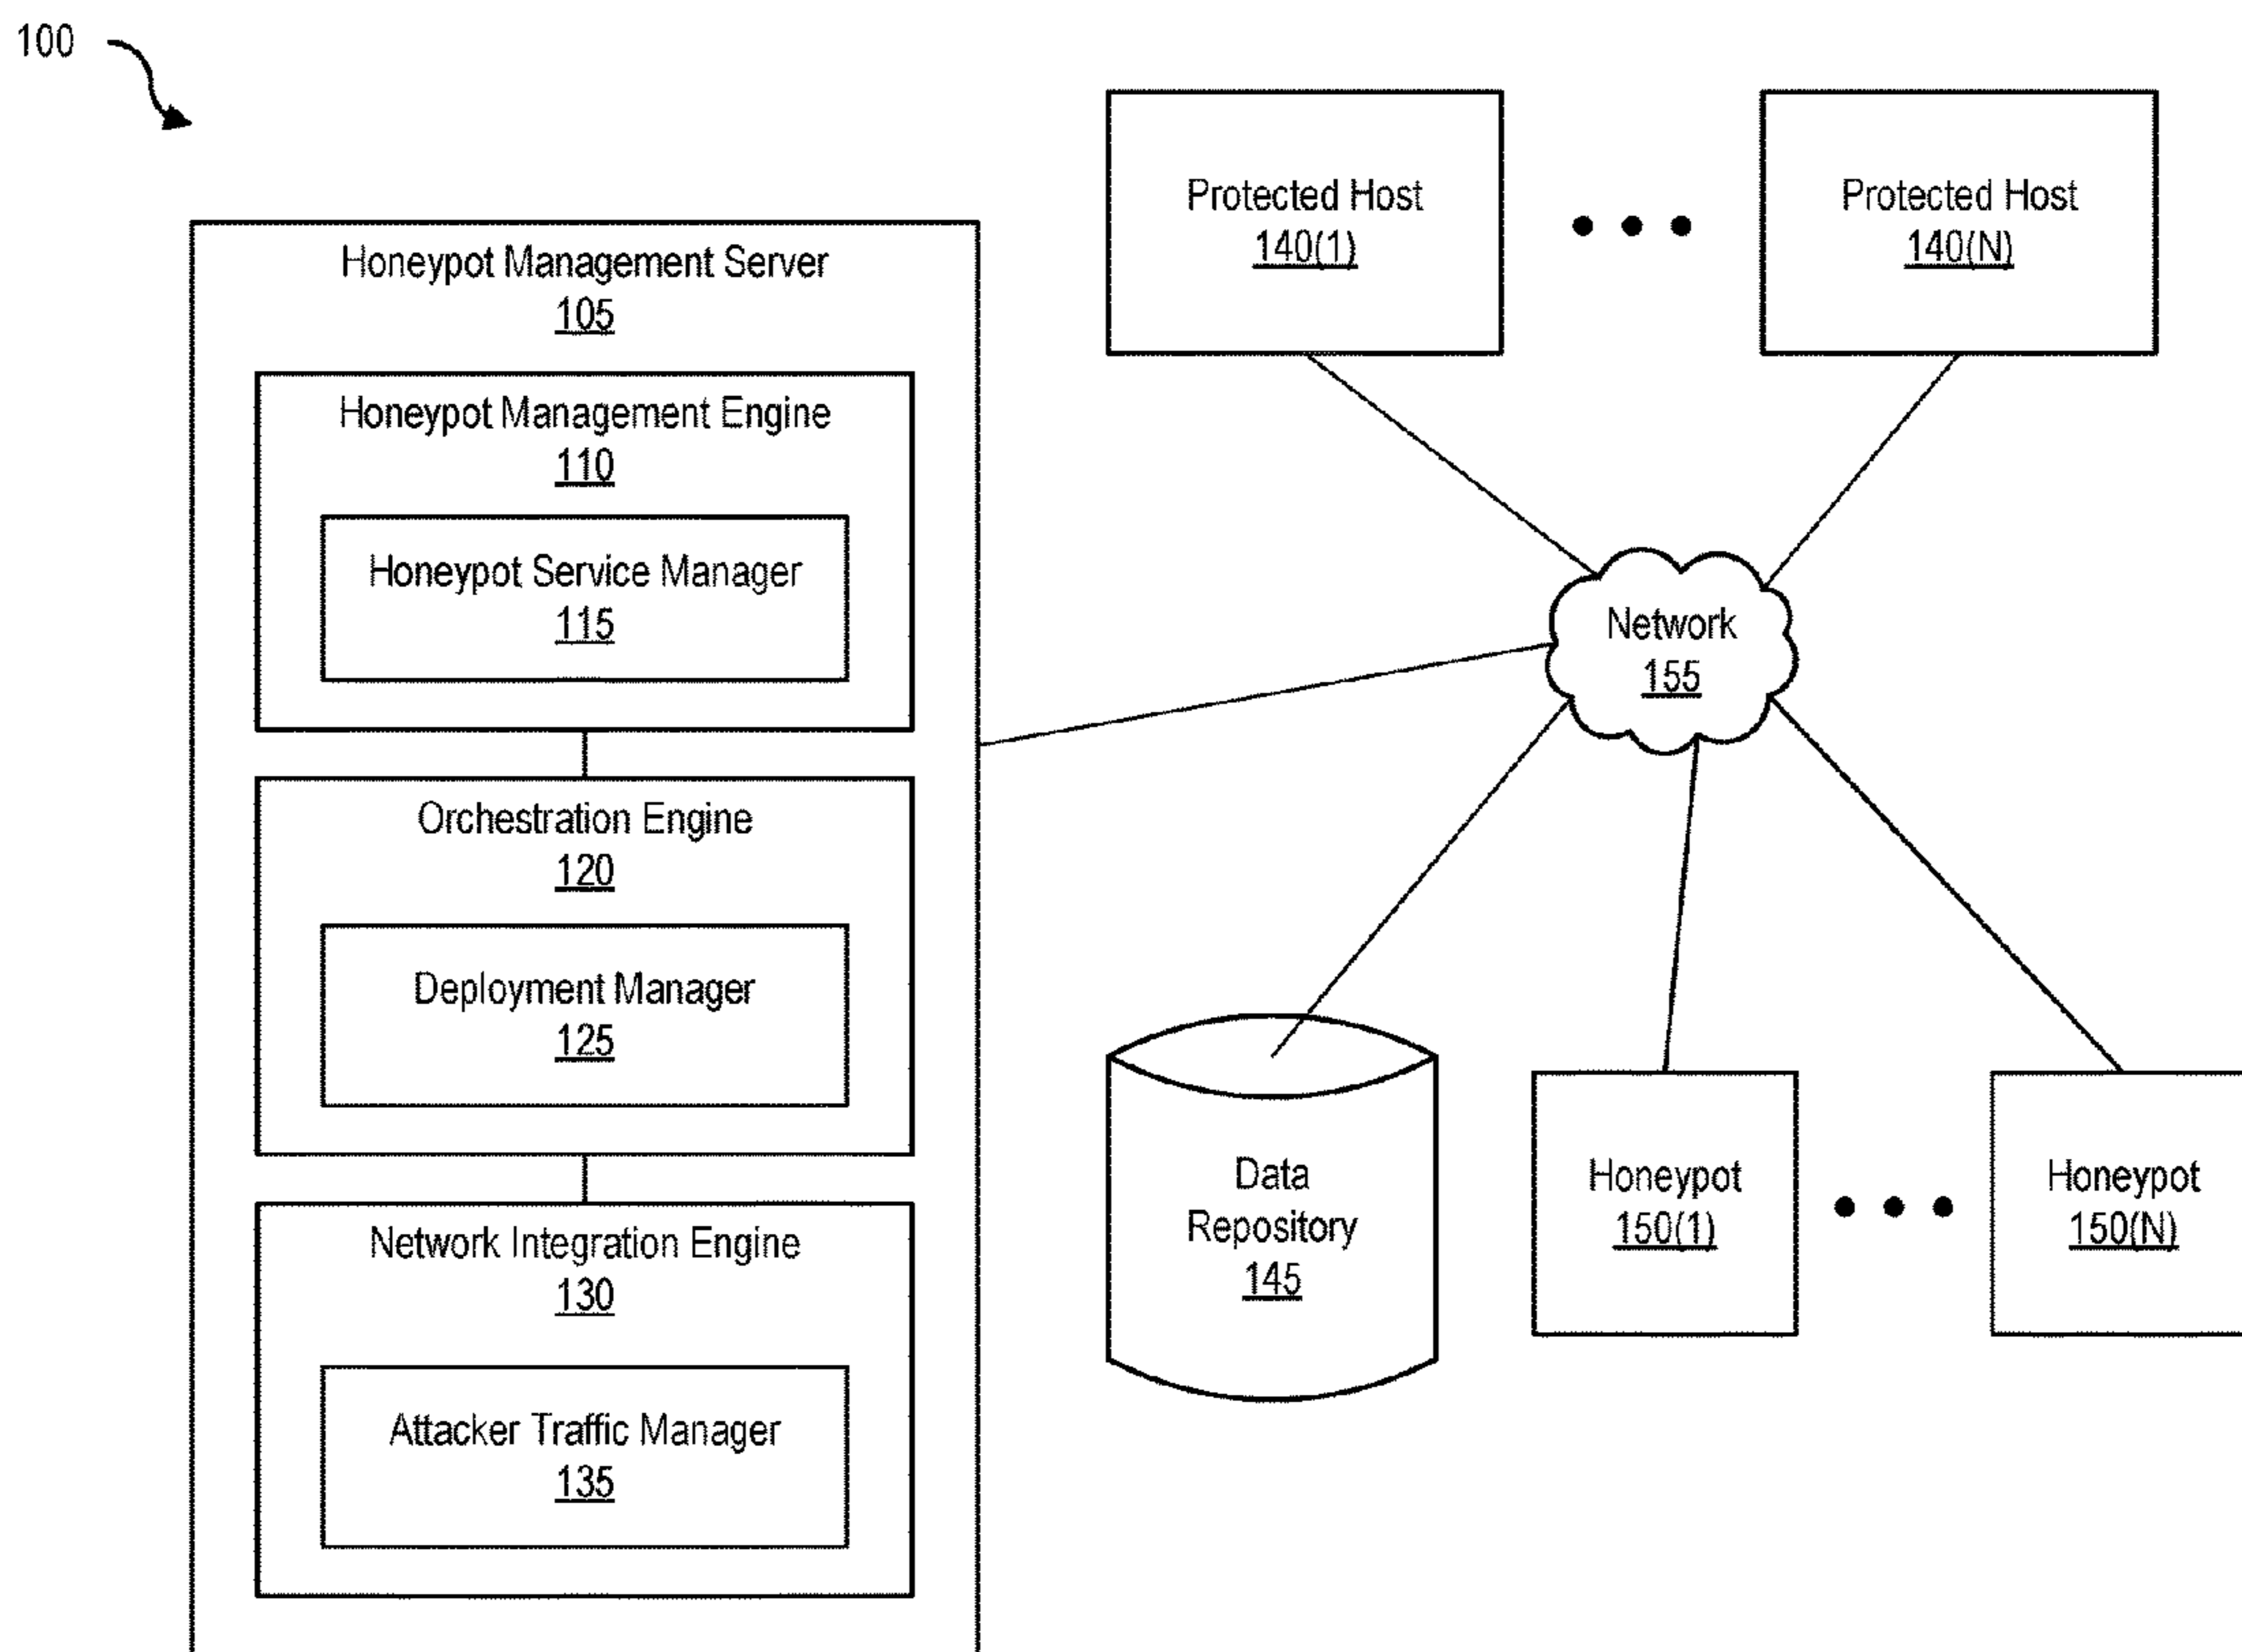 100
Honeypot Management Server
105
Honeypot Management Engine
110
Honeypot Service Manager
115
Orchestration Engine
120
Deployment Manager
125
Network Integration Engine
130
Attacker Traffic Manager
135
Protected Host
140(1)
Protected Host
140(N)
Network
155
Data
Repository
145
Honeypot
150(1)
Honeypot
150(N)